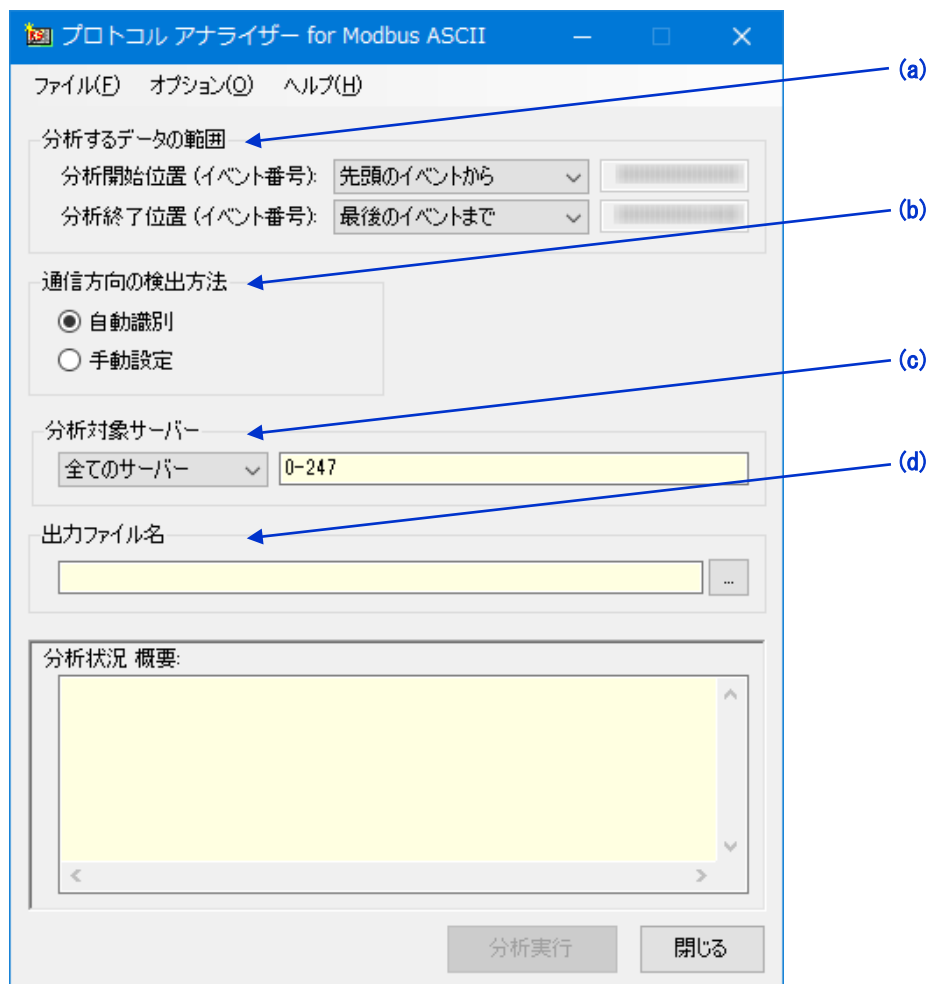 プロトコル アナライザー for Modbus ASCII
ファイル(F) オプション(O) ヘルプ(H)
(a)
分析するデータの範囲
分析開始位置 (イベント番号): 先頭のイベントから
分析終了位置 (イベント番号): 最後のイベントまで
(b)
通信方向の検出方法
自動識別
手動設定
(c)
分析対象サーバー
全てのサーバー 0-247
(d)
出力ファイル名
...
分析状況 概要:
分析実行 閉じる